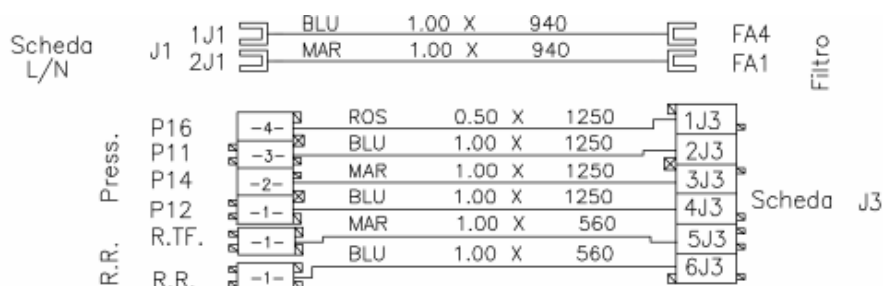 1J1 BLU 1.00 X 940 FA4
Scheda L/N J1 Filtro
2J1 MAR 1.00 X 940 FA1
P16 -4- ROS 0.50 X 1250 1J3
P11 -3- BLU 1.00 X 1250 2J3
Press.
P14 -2- MAR 1.00 X 1250 3J3
P12 -1- BLU 1.00 X 1250 4J3 Scheda J3
R.TF. -1- MAR 1.00 X 560 5J3
R.R.
R.R. -1- BLU 1.00 X 560 6J3